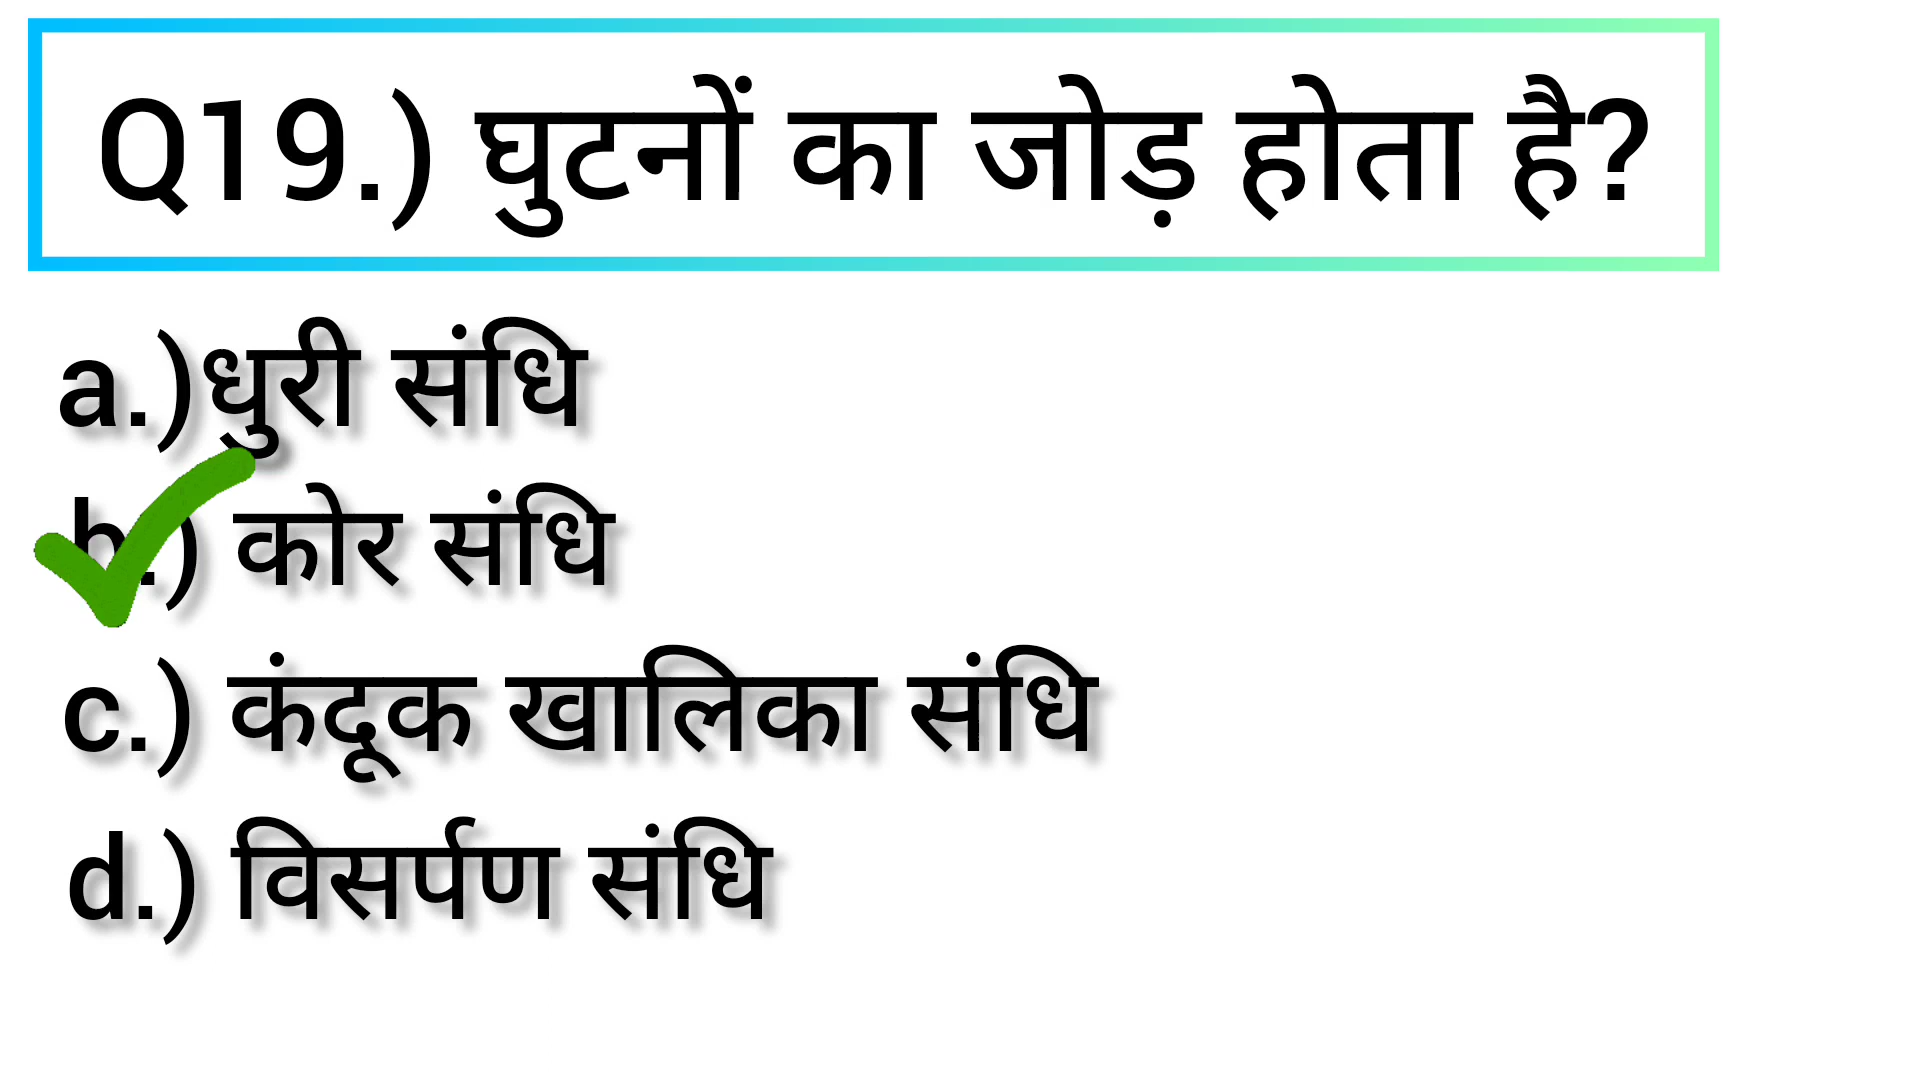 Q19.) घुटनों का जोड़ होता है?
a.)धुरी संधि
b.) कोर संधि
c.) कंदूक खालिका संधि
d.) विसर्पण संधि